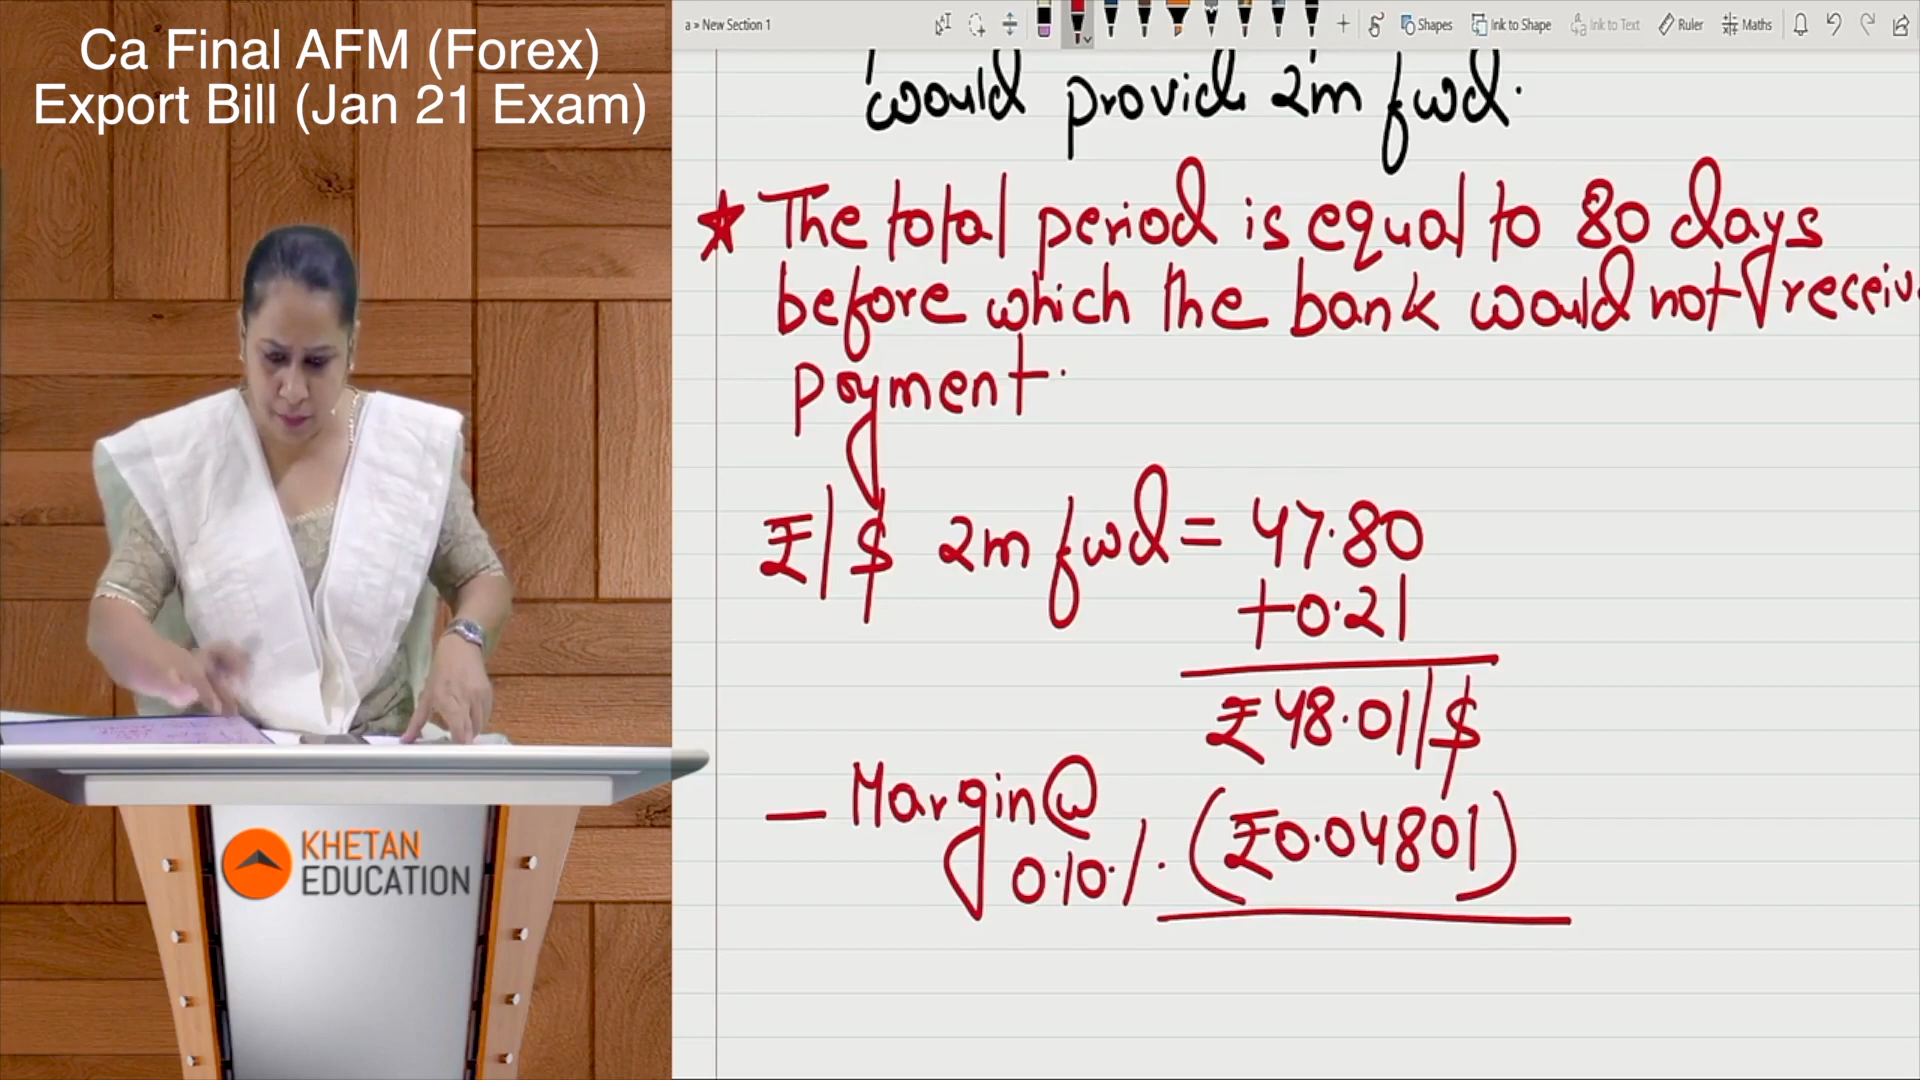 Ca Final AFM (Forex)
Export Bill (Jan 21 Exam)
a » New Section 1
Shapes
Ink to Shape
Ink to Text
Ruler
Maths
would provide 2m fwd.
★ The total period is equal to 80 days
before which the bank would not receiv
payment.
₹/$ 2m fwd = 47.80
+0.21
₹48.01/$
— Margin@
0.10% (₹0.04801)
KHETAN
EDUCATION